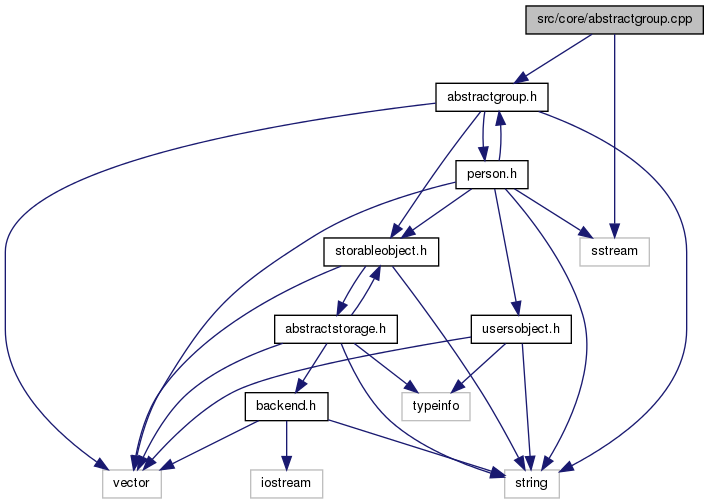 src/core/abstractgroup.cpp
abstractgroup.h
person.h
storableobject.h
sstream
abstractstorage.h
usersobject.h
backend.h
typeinfo
vector
iostream
string